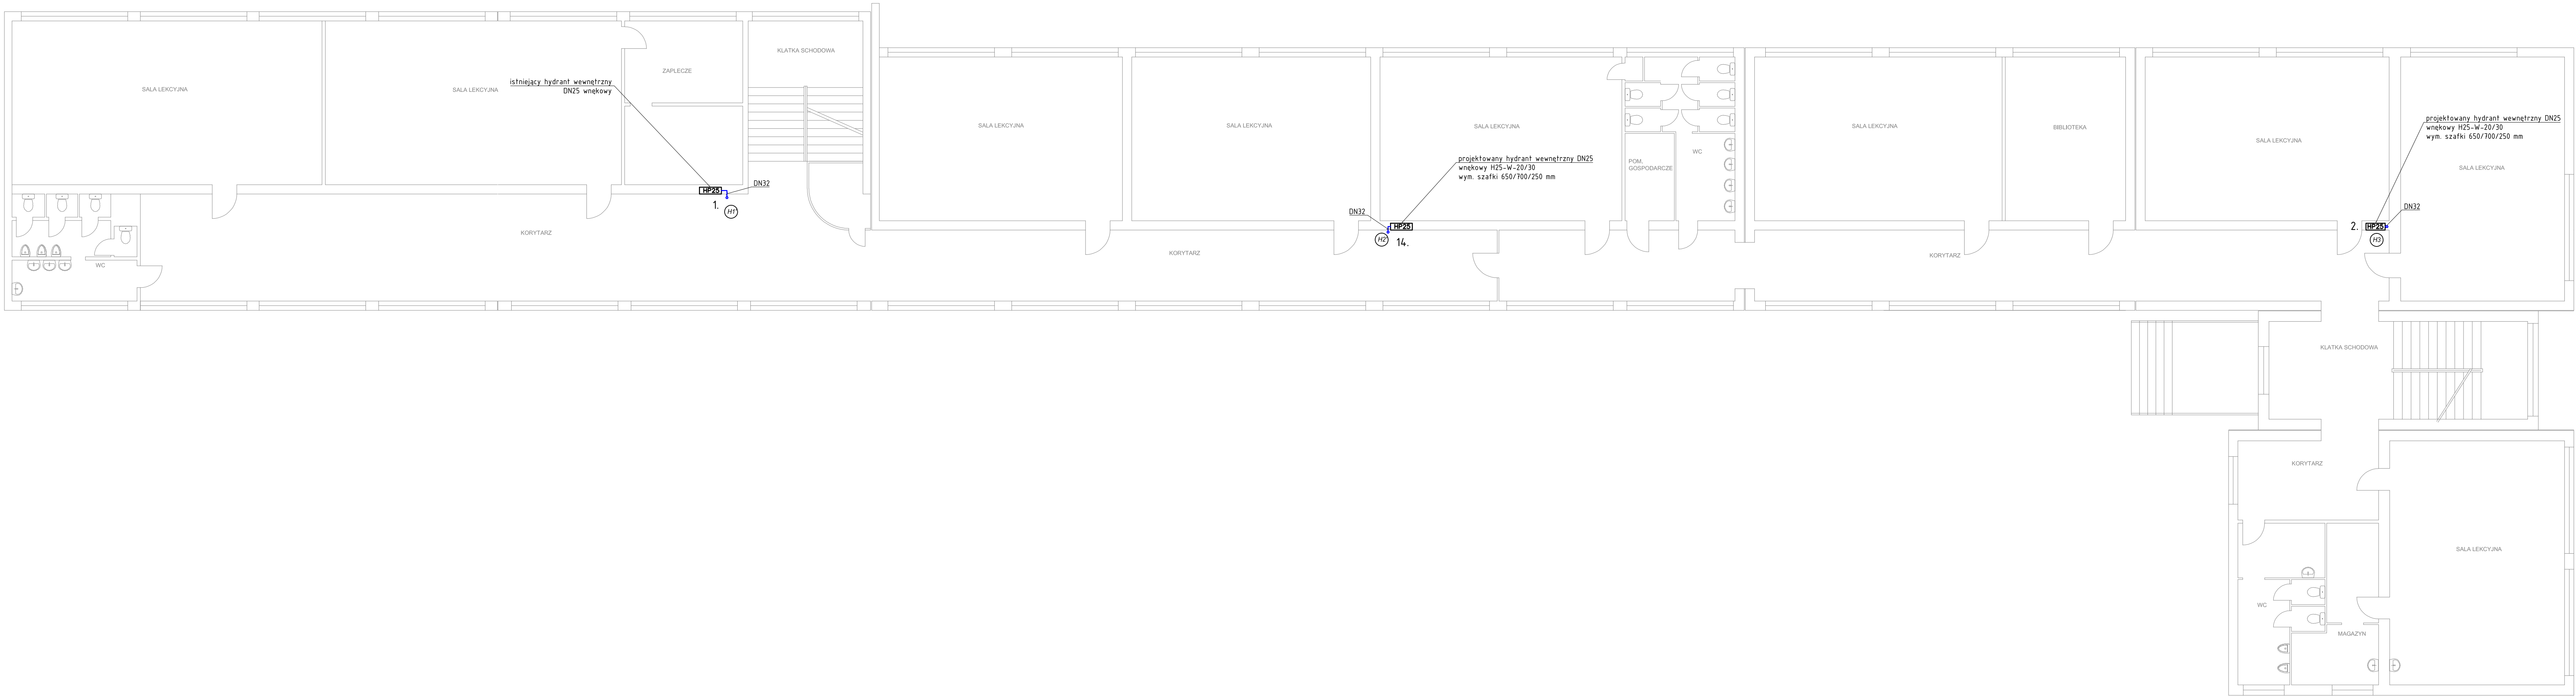 KLATKA SCHODOWA
ZAPLECZE
istniejący hydrant wewnętrzny
DN25 wnękowy
SALA LEKCYJNA
SALA LEKCYJNA
HP25
DN32
1.
H1
KORYTARZ
WC
SALA LEKCYJNA
SALA LEKCYJNA
SALA LEKCYJNA
projektowany hydrant wewnętrzny DN25
wnękowy H25-W-20/30
wym. szafki 650/700/250 mm
DN32
HP25
H2
14.
KORYTARZ
POM.
GOSPODARCZE
WC
SALA LEKCYJNA
BIBLIOTEKA
KORYTARZ
SALA LEKCYJNA
projektowany hydrant wewnętrzny DN25
wnękowy H25-W-20/30
wym. szafki 650/700/250 mm
SALA LEKCYJNA
DN32
2.
HP25
H3
KLATKA SCHODOWA
KORYTARZ
SALA LEKCYJNA
WC
MAGAZYN